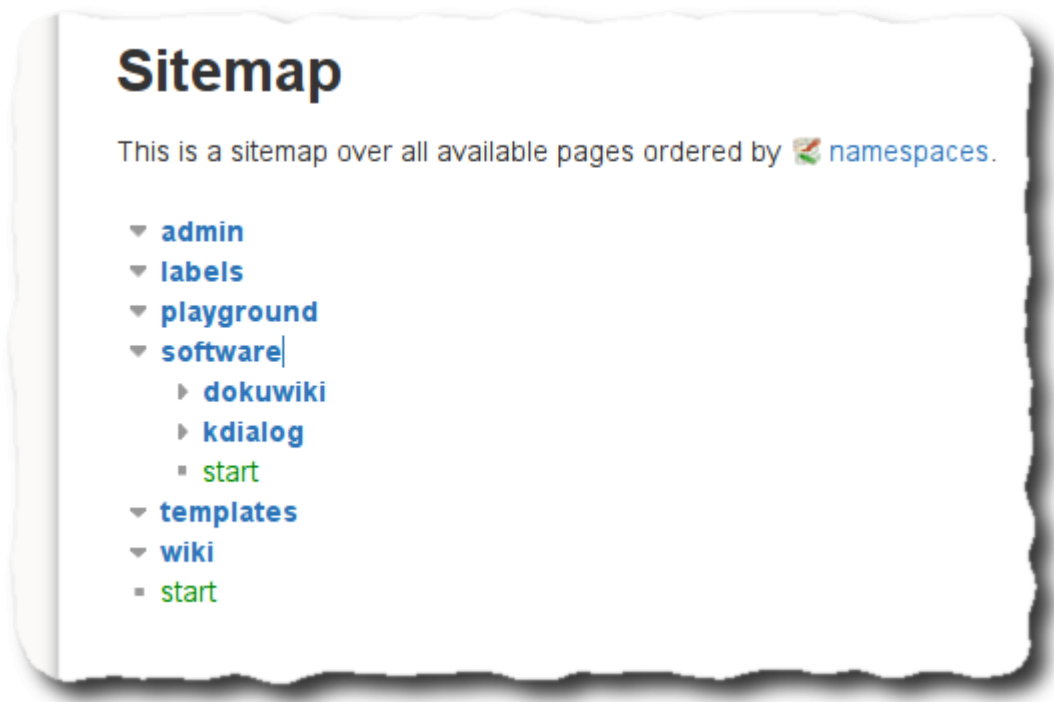 Sitemap
This is a sitemap over all available pages ordered by namespaces.
admin
labels
playground
software
dokuwiki
kdialog
start
templates
wiki
start